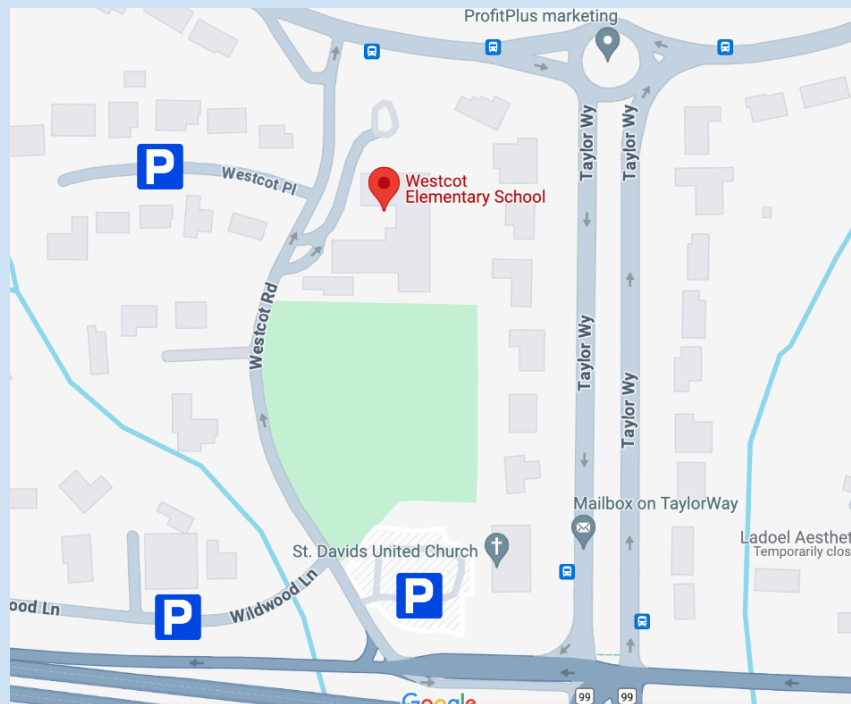 ProfitPlus marketing
Taylor Wy
Taylor Wy
P
Westcot Pl
Westcot
Elementary School
Westcot Rd
Taylor Wy
Taylor Wy
Mailbox on TaylorWay
Ladoel Aesthet
Temporarily clos
St. Davids United Church
P
P
Wildwood Ln
ood Ln
99
99
Google